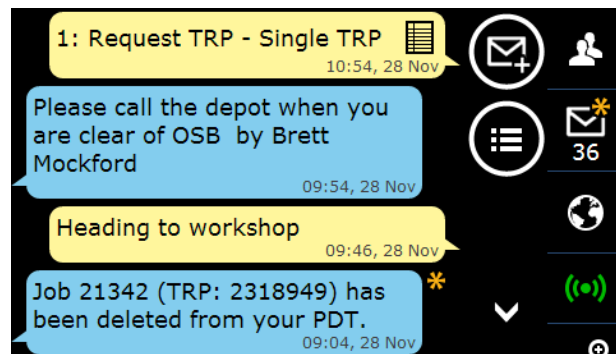 1: Request TRP - Single TRP
10:54, 28 Nov
Please call the depot when you
are clear of OSB  by Brett
Mockford
09:54, 28 Nov
36
Heading to workshop
09:46, 28 Nov
Job 21342 (TRP: 2318949) has
been deleted from your PDT.
09:04, 28 Nov